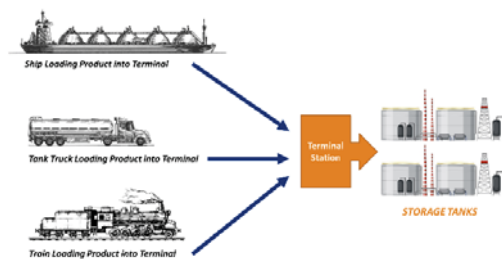 Ship Loading Product into Terminal
Tank Truck Loading Product into Terminal
Terminal
Station
STORAGE TANKS
Train Loading Product into Terminal